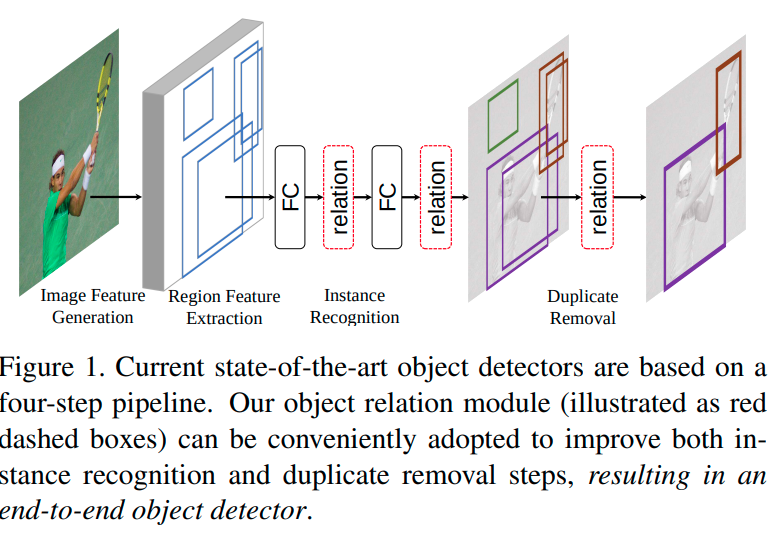 FC
relation
FC
relation
relation
Image Feature
Generation
Region Feature
Extraction
Instance
Recognition
Duplicate
Removal
Figure 1. Current state-of-the-art object detectors are based on a
four-step pipeline. Our object relation module (illustrated as red
dashed boxes) can be conveniently adopted to improve both in-
stance recognition and duplicate removal steps, resulting in an
end-to-end object detector.